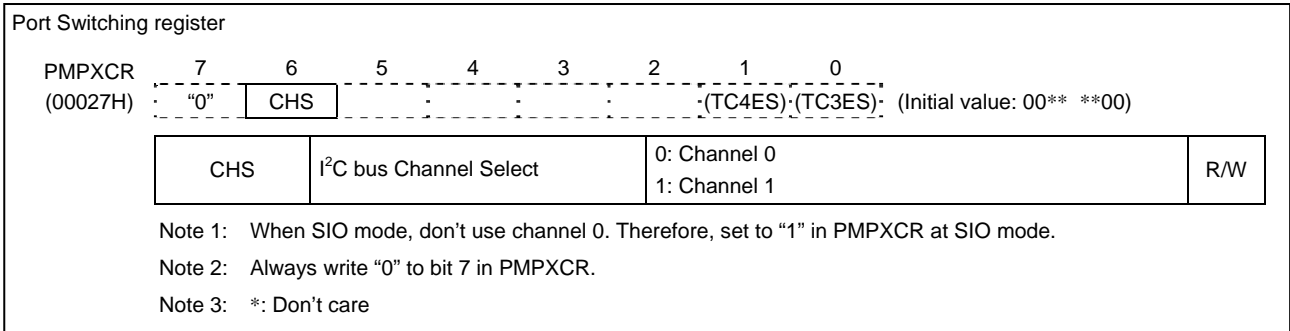 Port Switching register
PMPXCR 7 6 5 4 3 2 1 0
(00027H) “0” CHS (TC4ES) (TC3ES) (Initial value: 00** **00)
CHS I²C bus Channel Select 0: Channel 0 R/W
1: Channel 1
Note 1: When SIO mode, don’t use channel 0. Therefore, set to “1” in PMPXCR at SIO mode.
Note 2: Always write “0” to bit 7 in PMPXCR.
Note 3: *: Don’t care